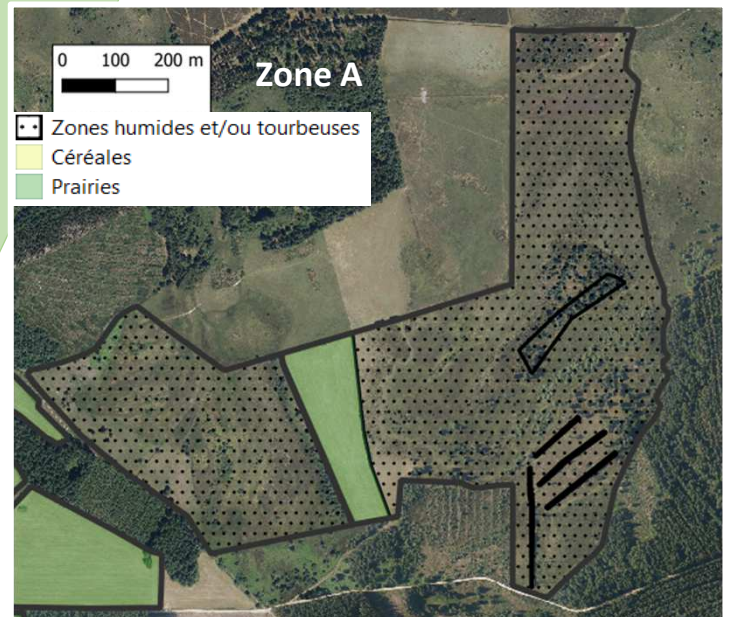 0 100 200 m
Zone A
Zones humides et/ou tourbeuses
Céréales
Prairies